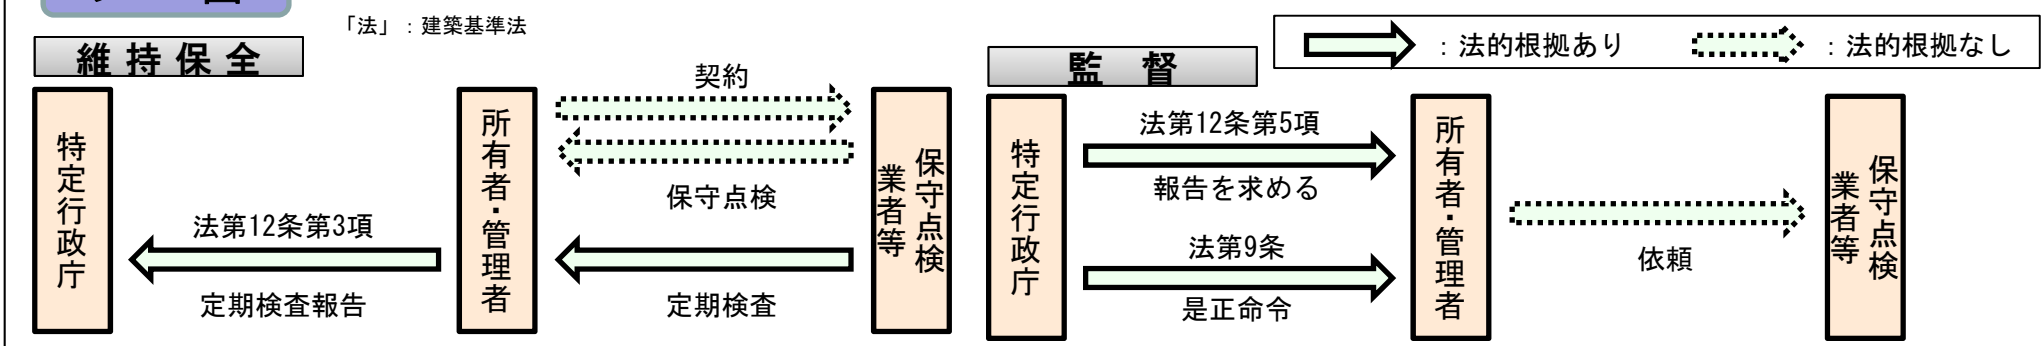 「法」：建築基準法
：法的根拠あり
：法的根拠なし
維持保全
特定行政庁
法第12条第3項
定期検査報告
所有者・管理者
契約
保守点検
定期検査
保守点検
業者等
監　督
特定行政庁
法第12条第5項
報告を求める
法第9条
是正命令
所有者・管理者
依頼
保守点検
業者等